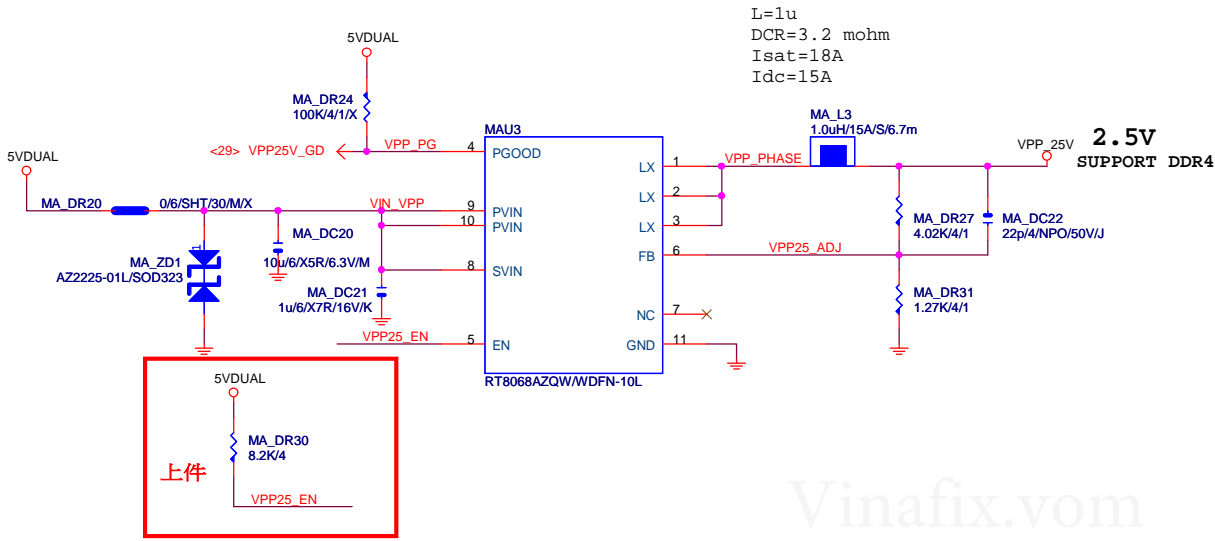 L=1u
DCR=3.2 mohm
Isat=18A
Idc=15A
5VDUAL
MA_DR24
100K/4/1/X
<29> VPP25V_GD
VPP_PG
4
PGOOD
MAU3
5VDUAL
MA_DR20
0/6/SHT/30/M/X
VIN_VPP
9
PVIN
10
PVIN
8
SVIN
1
MA_ZD1
AZ2225-01L/SOD323
MA_DC20
10u/6/X5R/6.3V/M
MA_DC21
1u/6/X7R/16V/K
VPP25_EN
5
EN
LX
1
LX
2
LX
3
FB
6
NC
7
GND
11
RT8068AZQW/WDFN-10L
VPP_PHASE
MA_L3
1.0uH/15A/S/6.7m
VPP_25V
2.5V
SUPPORT DDR4
MA_DR27
4.02K/4/1
MA_DC22
22p/4/NPO/50V/J
VPP25_ADJ
MA_DR31
1.27K/4/1
5VDUAL
MA_DR30
8.2K/4
上件
VPP25_EN
Vinafix.vom